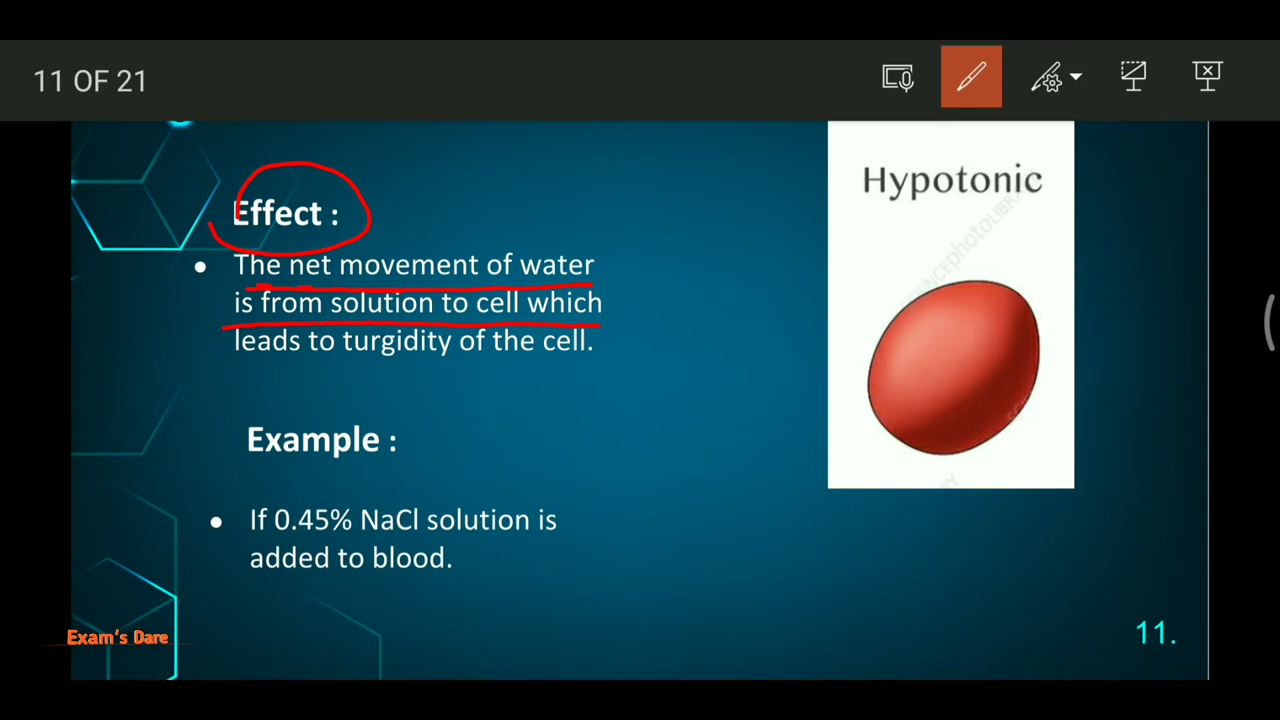 11 OF 21
Effect :
Hypotonic
• The net movement of water
is from solution to cell which
leads to turgidity of the cell.
Example :
• If 0.45% NaCl solution is
added to blood.
Exam's Dare
11.